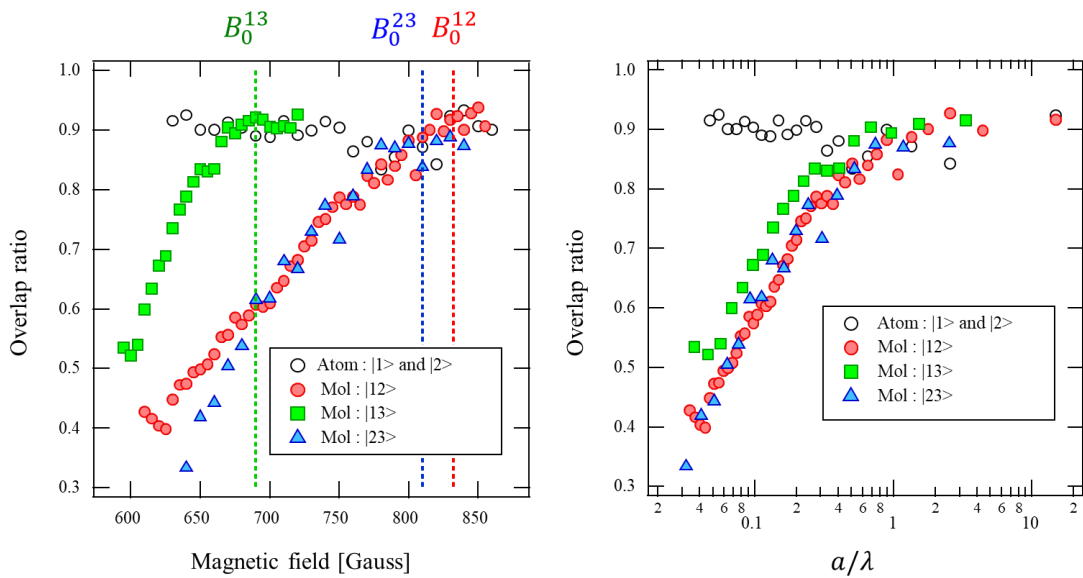 B_0^{13} B_0^{23} B_0^{12}
Overlap ratio
1.0
0.9
0.8
0.7
0.6
0.5
0.4
0.3
Atom : |1> and |2>
Mol : |12>
Mol : |13>
Mol : |23>
600 700 750 800 850
Magnetic field [Gauss]
Overlap ratio
1.0
0.9
0.8
0.7
0.6
0.5
0.4
0.3
Atom : |1> and |2>
Mol : |12>
Mol : |13>
Mol : |23>
2 4 6 8 0.1 2 4 6 8 1 2 4 6 8 10 2
a/λ